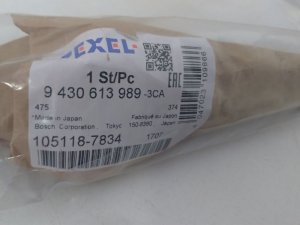 ZEXEL
1 St/Pc
9 430 613 989 -3CA
EAC
475 374
Made in Japan Fabriqué au Japon
Bosch Corporation Tokyo 150-8360 Japan
105118-7834 1707